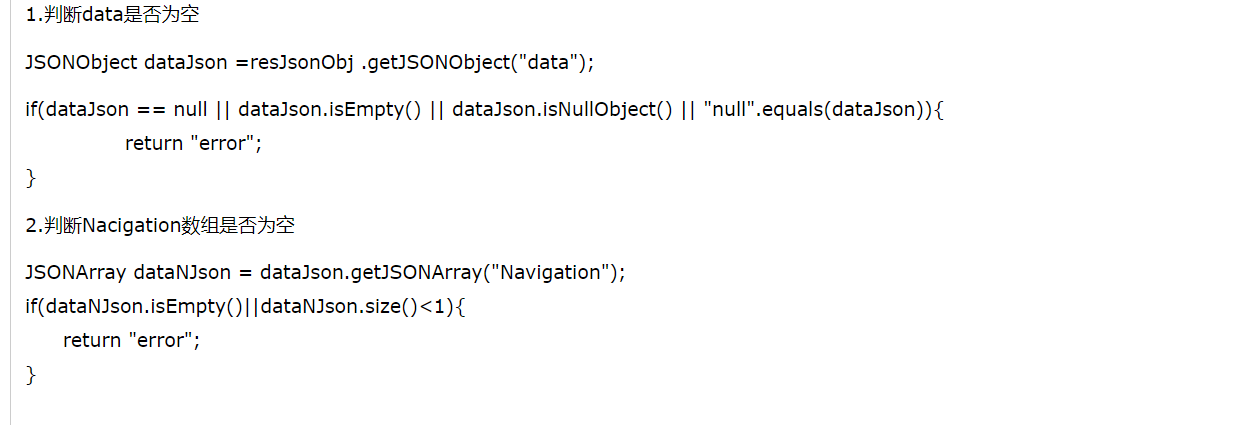 1.判断data是否为空
JSONObject dataJson =resJsonObj .getJSONObject("data");
if(dataJson == null || dataJson.isEmpty() || dataJson.isNullObject() || "null".equals(dataJson)){
return "error";
}
2.判断Nacigation数组是否为空
JSONArray dataNJson = dataJson.getJSONArray("Navigation");
if(dataNJson.isEmpty()||dataNJson.size()<1){
return "error";
}